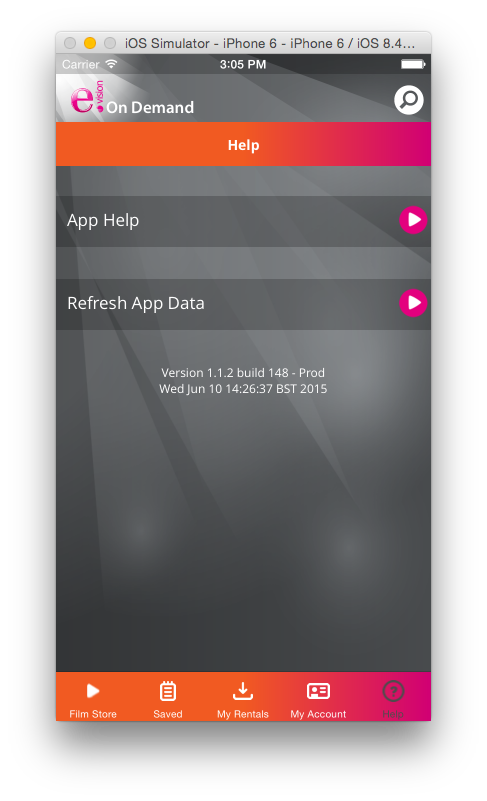 iOS Simulator - iPhone 6 - iPhone 6 / iOS 8.4...
Carrier 3:05 PM
e vision On Demand
Help
App Help
Refresh App Data
Version 1.1.2 build 148 - Prod
Wed Jun 10 14:26:37 BST 2015
Film Store Saved My Rentals My Account Help